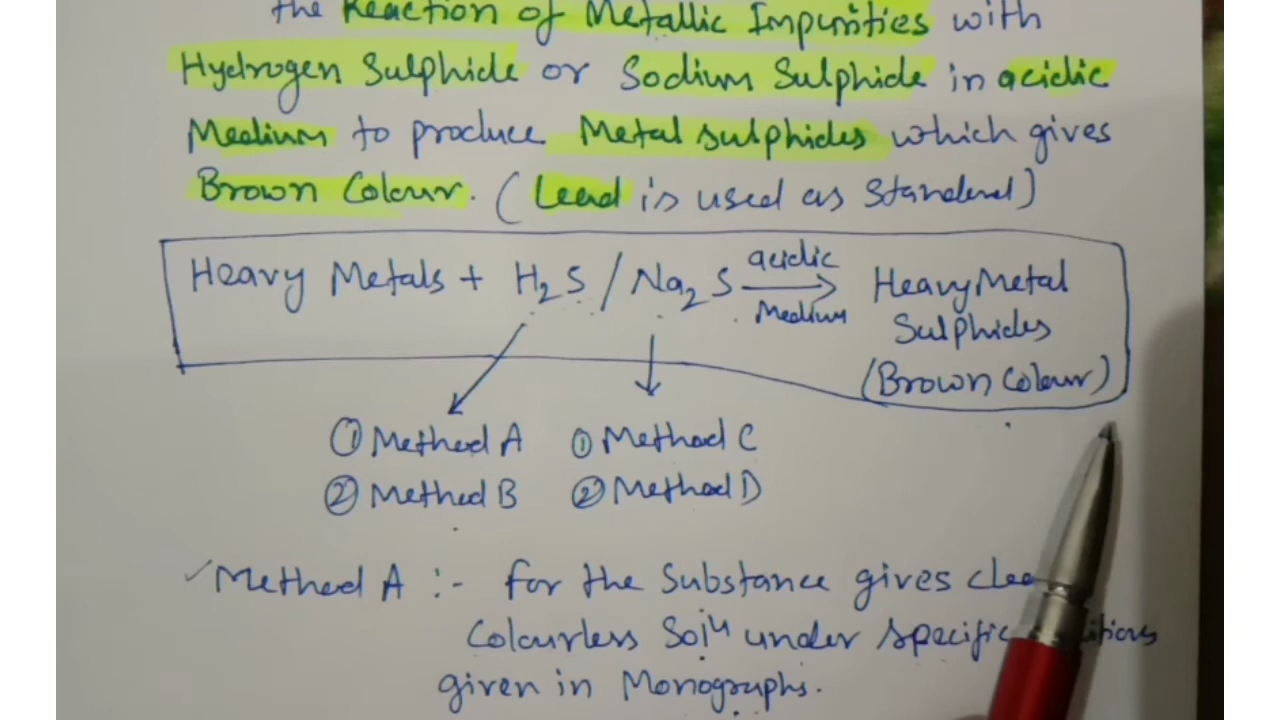 the Reaction of Metallic Impurities with
Hydrogen Sulphide or Sodium Sulphide in acidic
Medium to produce Metal sulphides which gives
Brown Colour. (Lead is used as Standard)
Heavy Metals + H₂S / Na₂S acidic Medium → Heavy Metal
Sulphides
(Brown Colour)
① Method A ① Method C
② Method B ② Method D
✓ Method A :- for the Substance gives
Colourless Solⁿ under specific
given in Monographs.